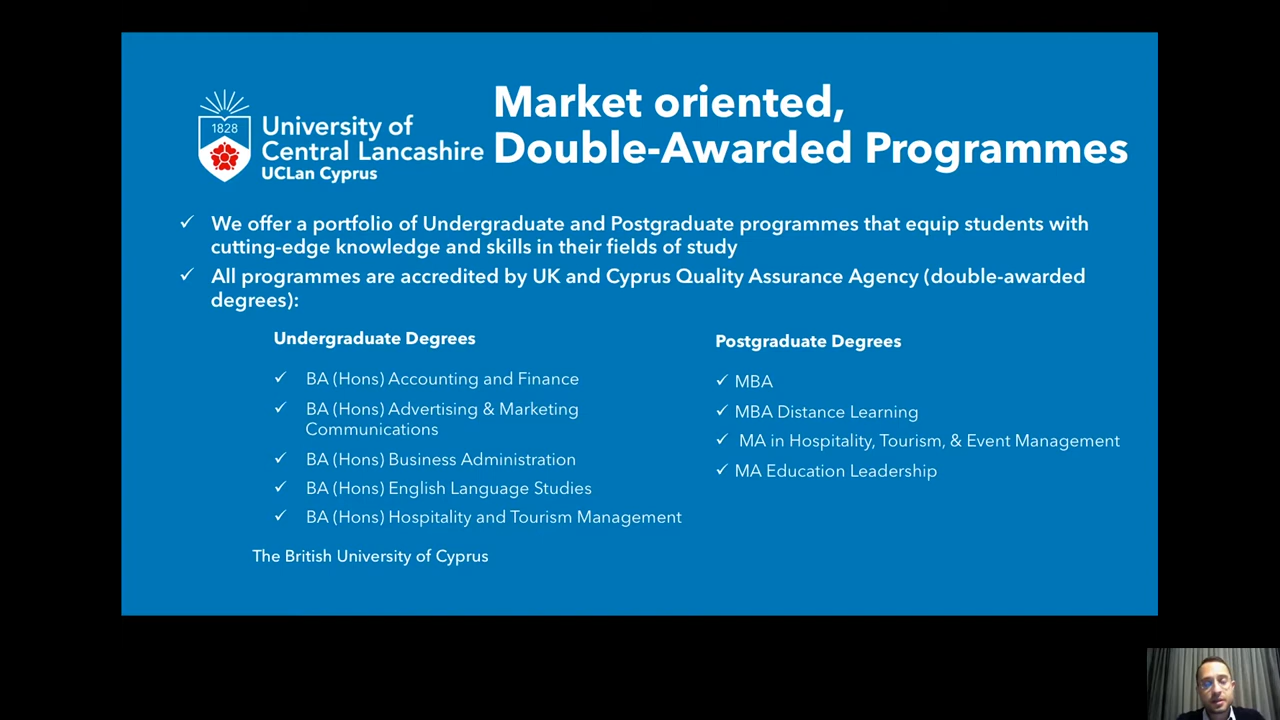 1828
University of
Central Lancashire
UCLan Cyprus
Market oriented,
Double-Awarded Programmes
✓ We offer a portfolio of Undergraduate and Postgraduate programmes that equip students with
cutting-edge knowledge and skills in their fields of study
✓ All programmes are accredited by UK and Cyprus Quality Assurance Agency (double-awarded
degrees):
Undergraduate Degrees
✓ BA (Hons) Accounting and Finance
✓ BA (Hons) Advertising & Marketing
Communications
✓ BA (Hons) Business Administration
✓ BA (Hons) English Language Studies
✓ BA (Hons) Hospitality and Tourism Management
The British University of Cyprus
Postgraduate Degrees
✓ MBA
✓ MBA Distance Learning
✓ MA in Hospitality, Tourism, & Event Management
✓ MA Education Leadership